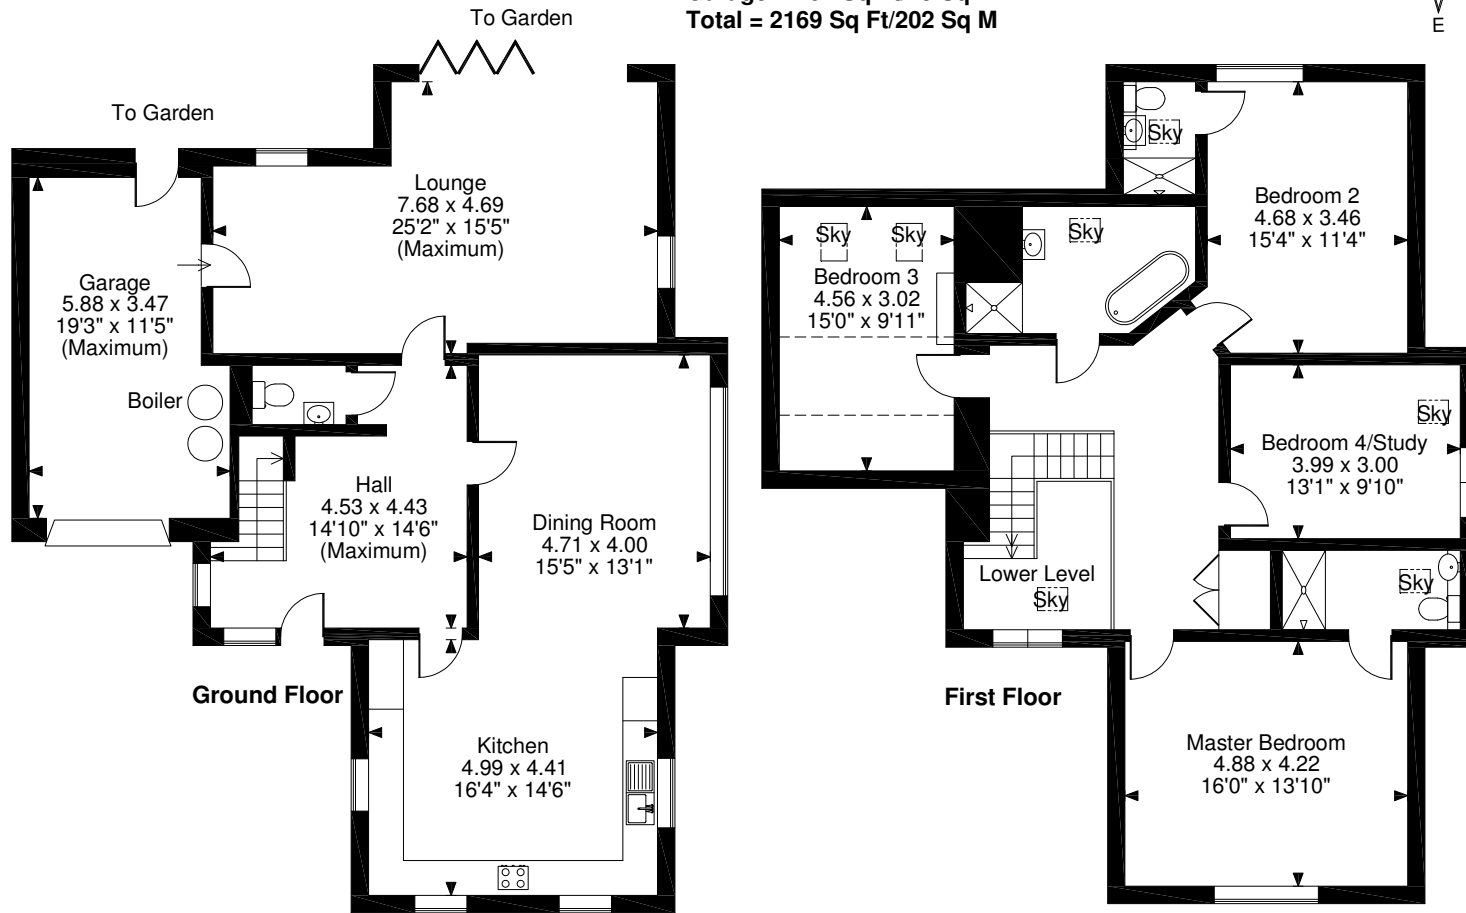 Total = 2169 Sq Ft/202 Sq M
E
To Garden
To Garden
Lounge
7.68 x 4.69
25'2" x 15'5"
(Maximum)
Garage
5.88 x 3.47
19'3" x 11'5"
(Maximum)
Boiler
Hall
4.53 x 4.43
14'10" x 14'6"
(Maximum)
Dining Room
4.71 x 4.00
15'5" x 13'1"
Ground Floor
Kitchen
4.99 x 4.41
16'4" x 14'6"
Sky
Bedroom 2
4.68 x 3.46
15'4" x 11'4"
Sky
Sky
Sky
Bedroom 3
4.56 x 3.02
15'0" x 9'11"
Sky
Bedroom 4/Study
3.99 x 3.00
13'1" x 9'10"
Lower Level
Sky
Sky
First Floor
Master Bedroom
4.88 x 4.22
16'0" x 13'10"